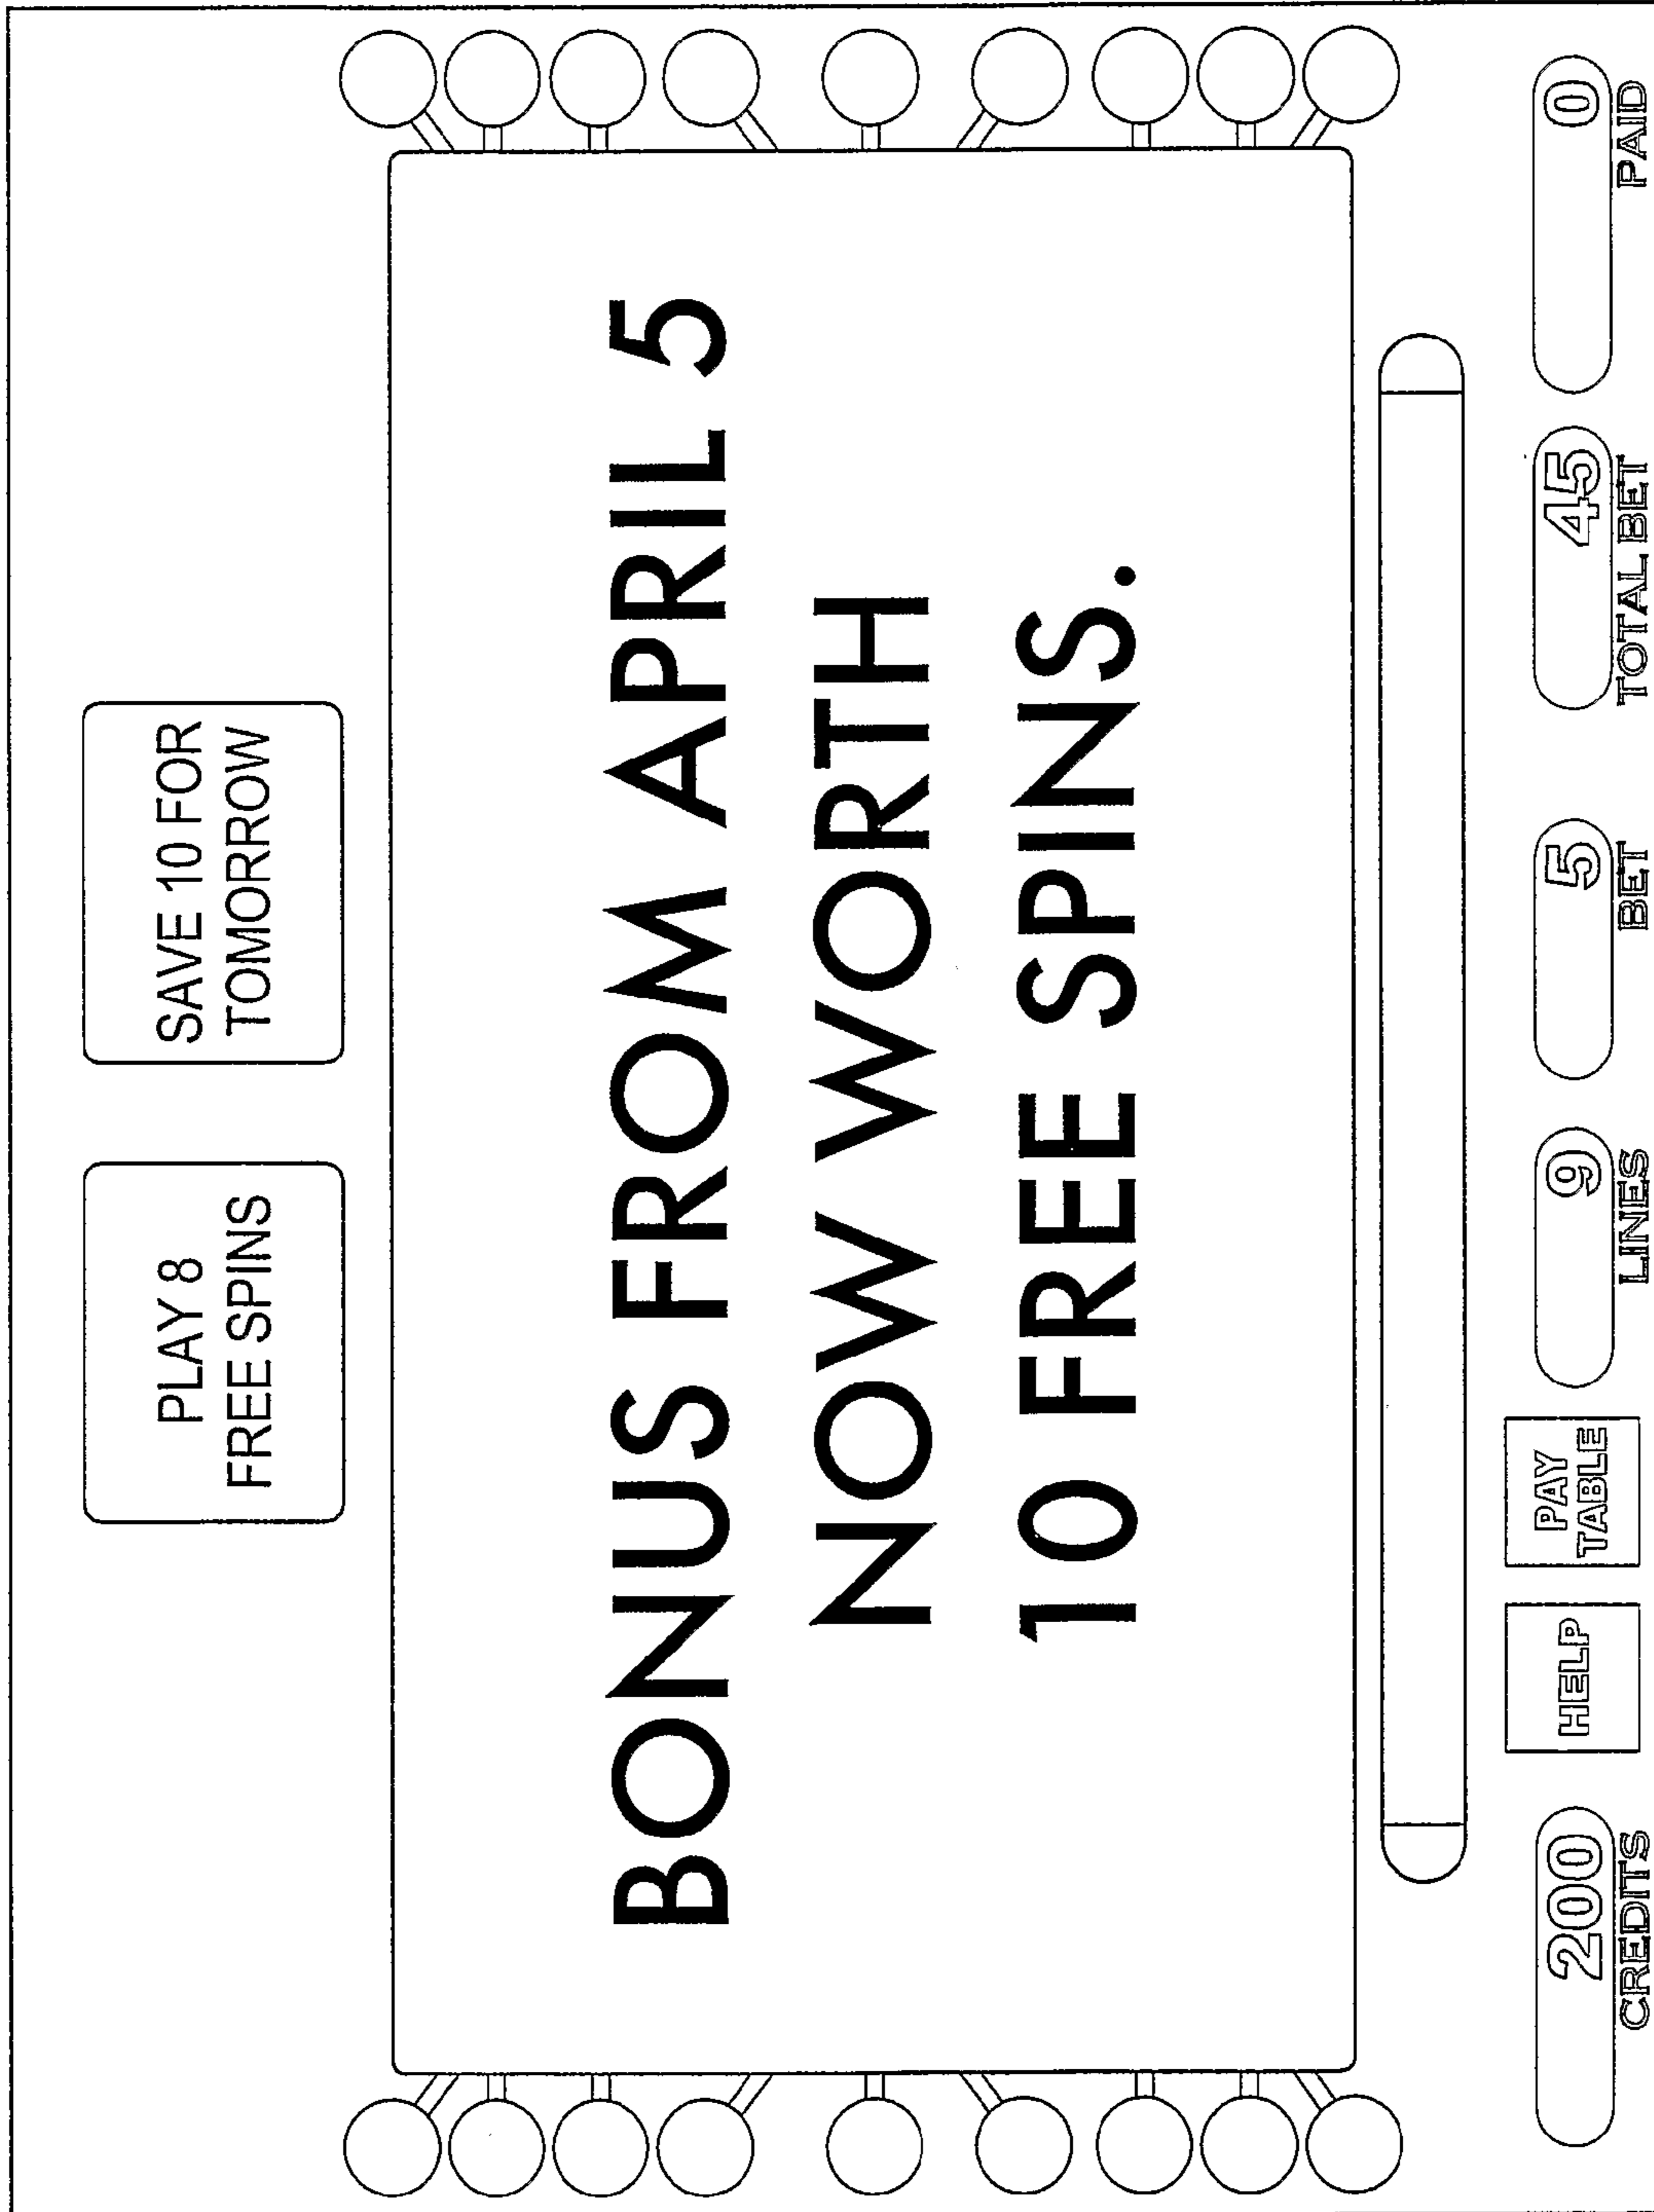 PLAY 8
FREE SPINS
SAVE 10 FOR
TOMORROW
BONUS FROM APRIL 5
NOW WORTH
10 FREE SPINS.
200
CREDITS
HELP
PAY
TABLE
9
LINES
5
BET
45
TOTAL BET
0
PAID